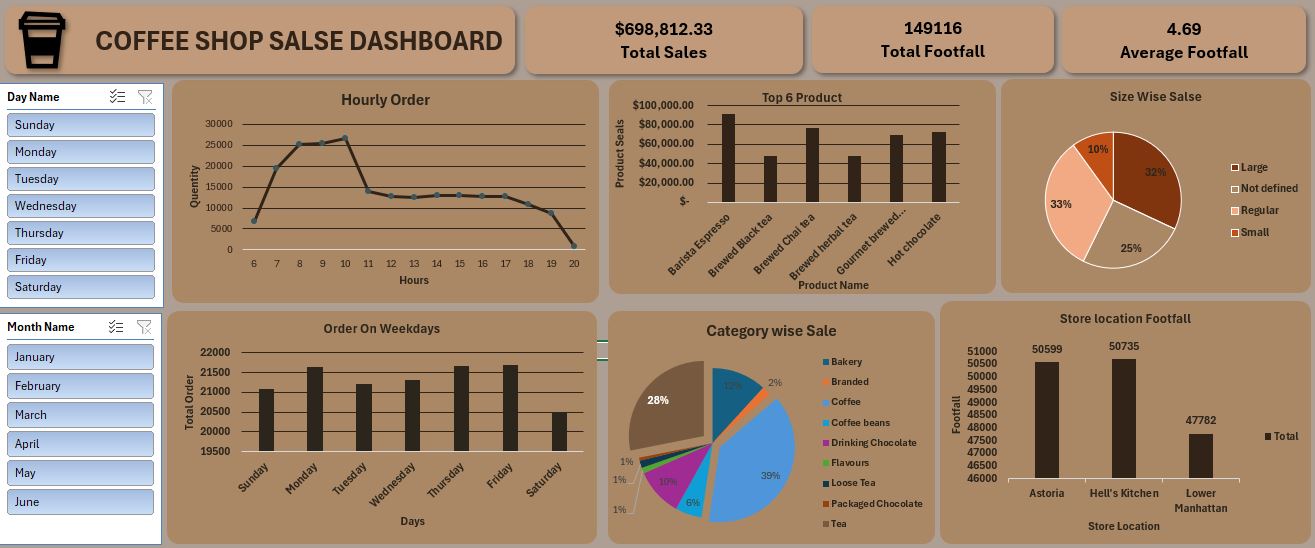 COFFEE SHOP SALSE DASHBOARD
$698,812.33
Total Sales
149116
Total Footfall
4.69
Average Footfall
Day Name
Sunday
Monday
Tuesday
Wednesday
Thursday
Friday
Saturday
Month Name
January
February
March
April
May
June
Hourly Order
Quentity
30000
25000
20000
15000
10000
5000
0
6 7 8 9 10 11 12 13 14 15 16 17 18 19 20
Hours
Top 6 Product
Product Seals
$100,000.00
$80,000.00
$60,000.00
$40,000.00
$20,000.00
$-
Barista Espresso
Brewed Black tea
Brewed Chai tea
Brewed herbal tea
Gourmet brewed...
Hot chocolate
Product Name
Size Wise Salse
10%
32%
33%
25%
Large
Not defined
Regular
Small
Order On Weekdays
Total Order
22000
21500
21000
20500
20000
19500
Sunday
Monday
Tuesday
Wednesday
Thursday
Friday
Saturday
Days
Category wise Sale
12%
2%
28%
39%
1%
1%
1%
10%
6%
Bakery
Branded
Coffee
Coffee beans
Drinking Chocolate
Flavours
Loose Tea
Packaged Chocolate
Tea
Store location Footfall
Footfall
51000
50500
50000
49500
49000
48500
48000
47500
47000
46500
46000
50599
50735
47782
Total
Astoria
Hell's Kitchen
Lower
Manhattan
Store Location